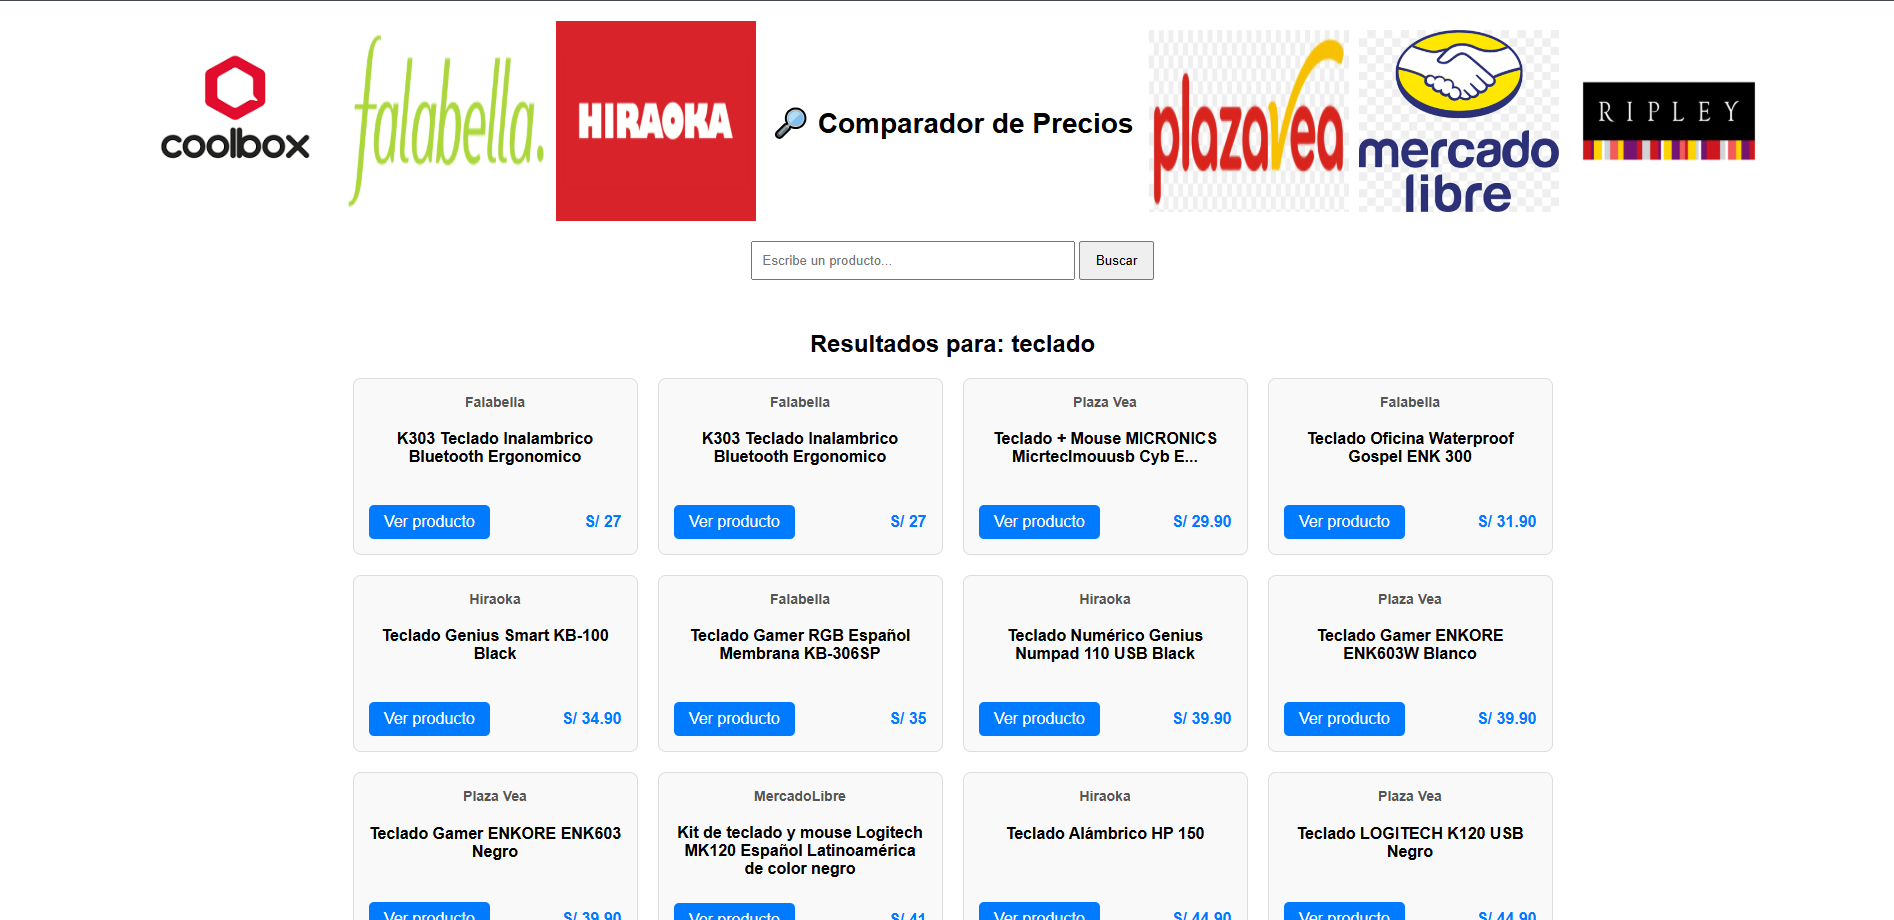 coolbox
falabella.
HIRAOKA
Comparador de Precios
plazavea
mercado
libre
RIPLEY
Escribe un producto...
Buscar
Resultados para: teclado
Falabella
K303 Teclado Inalambrico
Bluetooth Ergonomico
Ver producto
S/ 27
Falabella
K303 Teclado Inalambrico
Bluetooth Ergonomico
Ver producto
S/ 27
Plaza Vea
Teclado + Mouse MICRONICS
Micrteclmouusb Cyb E...
Ver producto
S/ 29.90
Falabella
Teclado Oficina Waterproof
Gospel ENK 300
Ver producto
S/ 31.90
Hiraoka
Teclado Genius Smart KB-100
Black
Ver producto
S/ 34.90
Falabella
Teclado Gamer RGB Español
Membrana KB-306SP
Ver producto
S/ 35
Hiraoka
Teclado Numérico Genius
Numpad 110 USB Black
Ver producto
S/ 39.90
Plaza Vea
Teclado Gamer ENKORE
ENK603W Blanco
Ver producto
S/ 39.90
Plaza Vea
Teclado Gamer ENKORE ENK603
Negro
Ver producto
S/ 39.90
MercadoLibre
Kit de teclado y mouse Logitech
MK120 Español Latinoamérica
de color negro
Ver producto
S/ 41
Hiraoka
Teclado Alámbrico HP 150
Ver producto
S/ 44.90
Plaza Vea
Teclado LOGITECH K120 USB
Negro
Ver producto
S/ 44.90